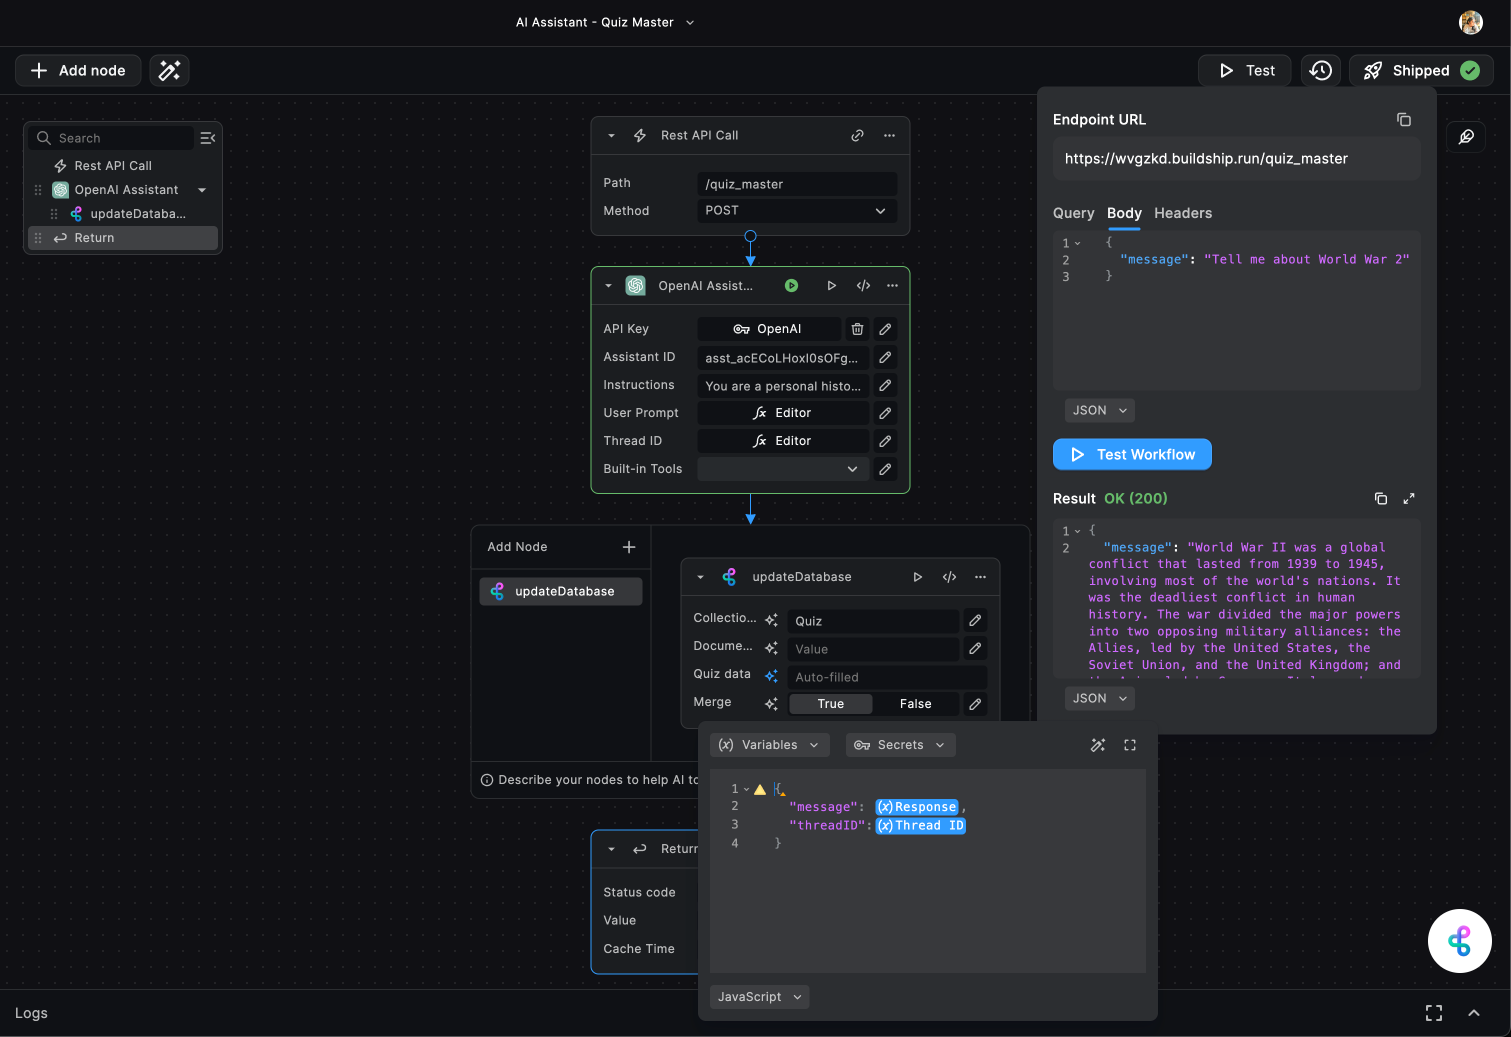 AI Assistant - Quiz Master
Add node
Test
Shipped
Search
Rest API Call
OpenAI Assistant
updateDataba...
Return
Rest API Call
Path
/quiz_master
Method
POST
OpenAI Assist...
API Key
OpenAI
Assistant ID
asst_acECoLHoxI0sOFg...
Instructions
You are a personal histo...
User Prompt
Editor
Thread ID
Editor
Built-in Tools
Add Node
updateDatabase
Describe your nodes to help AI to
updateDatabase
Collectio...
Quiz
Docume...
Value
Quiz data
Auto-filled
Merge
True
False
Return
Status code
Value
Cache Time
Variables
Secrets
1
{
2
"message": (x)Response,
3
"threadID":(x)Thread ID
4
}
JavaScript
Endpoint URL
https://wvgzkd.buildship.run/quiz_master
Query Body Headers
1 {
2 "message": "Tell me about World War 2"
3 }
JSON
Test Workflow
Result OK (200)
1 {
2 "message": "World War II was a global
conflict that lasted from 1939 to 1945,
involving most of the world's nations. It
was the deadliest conflict in human
history. The war divided the major powers
into two opposing military alliances: the
Allies, led by the United States, the
Soviet Union, and the United Kingdom; and
JSON
Logs